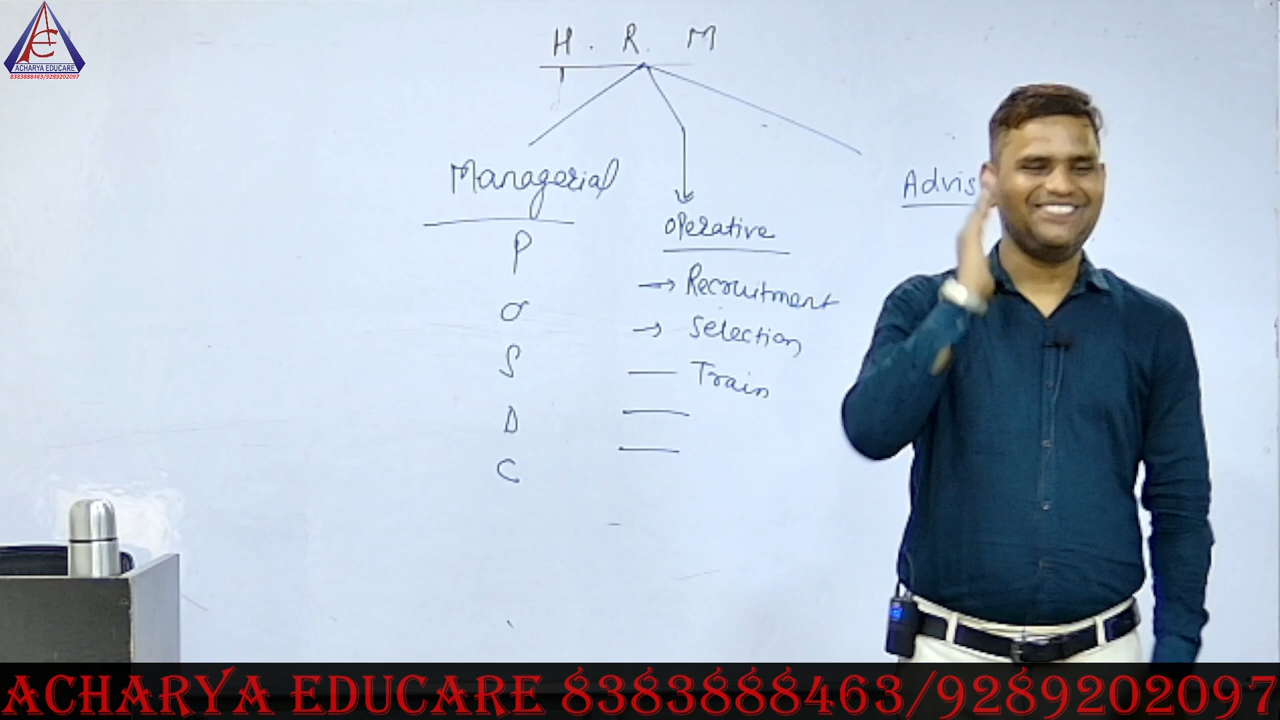 ACHARYA EDUCARE
8383888463/9289202097
H. R. M
Managerial
P
O
S
D
C
Operative
→ Recruitment
→ Selection
— Train
Advis
ACHARYA EDUCARE 8383888463/9289202097